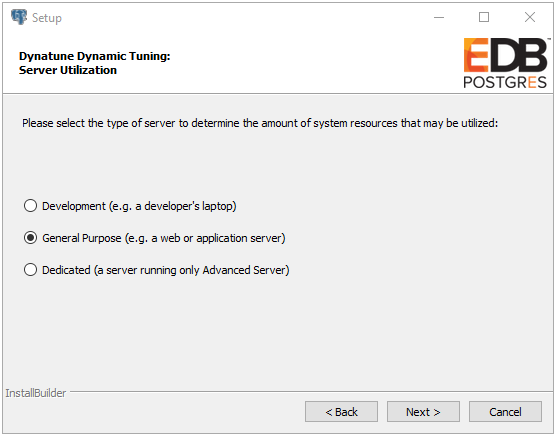 Setup
Dynatune Dynamic Tuning:
Server Utilization
EDB™
POSTGRES
Please select the type of server to determine the amount of system resources that may be utilized:
Development (e.g. a developer's laptop)
General Purpose (e.g. a web or application server)
Dedicated (a server running only Advanced Server)
InstallBuilder
< Back
Next >
Cancel